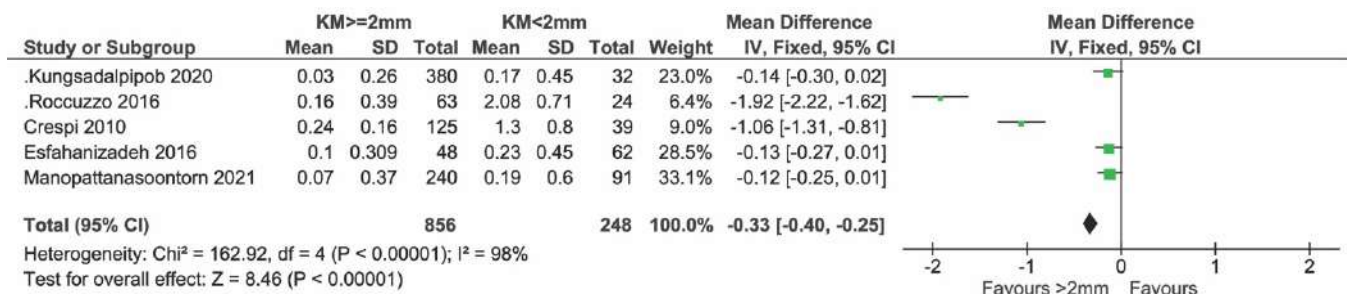 KM>=2mm KM<2mm Mean Difference Mean Difference
Study or Subgroup Mean SD Total Mean SD Total Weight IV, Fixed, 95% CI IV, Fixed, 95% CI
.Kungsadalpipob 2020 0.03 0.26 380 0.17 0.45 32 23.0% -0.14 [-0.30, 0.02]
.Roccuzzo 2016 0.16 0.39 63 2.08 0.71 24 6.4% -1.92 [-2.22, -1.62]
Crespi 2010 0.24 0.16 125 1.3 0.8 39 9.0% -1.06 [-1.31, -0.81]
Esfahanizadeh 2016 0.1 0.309 48 0.23 0.45 62 28.5% -0.13 [-0.27, 0.01]
Manopattanasoontorn 2021 0.07 0.37 240 0.19 0.6 91 33.1% -0.12 [-0.25, 0.01]
Total (95% CI) 856 248 100.0% -0.33 [-0.40, -0.25]
Heterogeneity: Chi² = 162.92, df = 4 (P < 0.00001); I² = 98%
Test for overall effect: Z = 8.46 (P < 0.00001)
-2 -1 0 1 2
Favours >2mm Favours